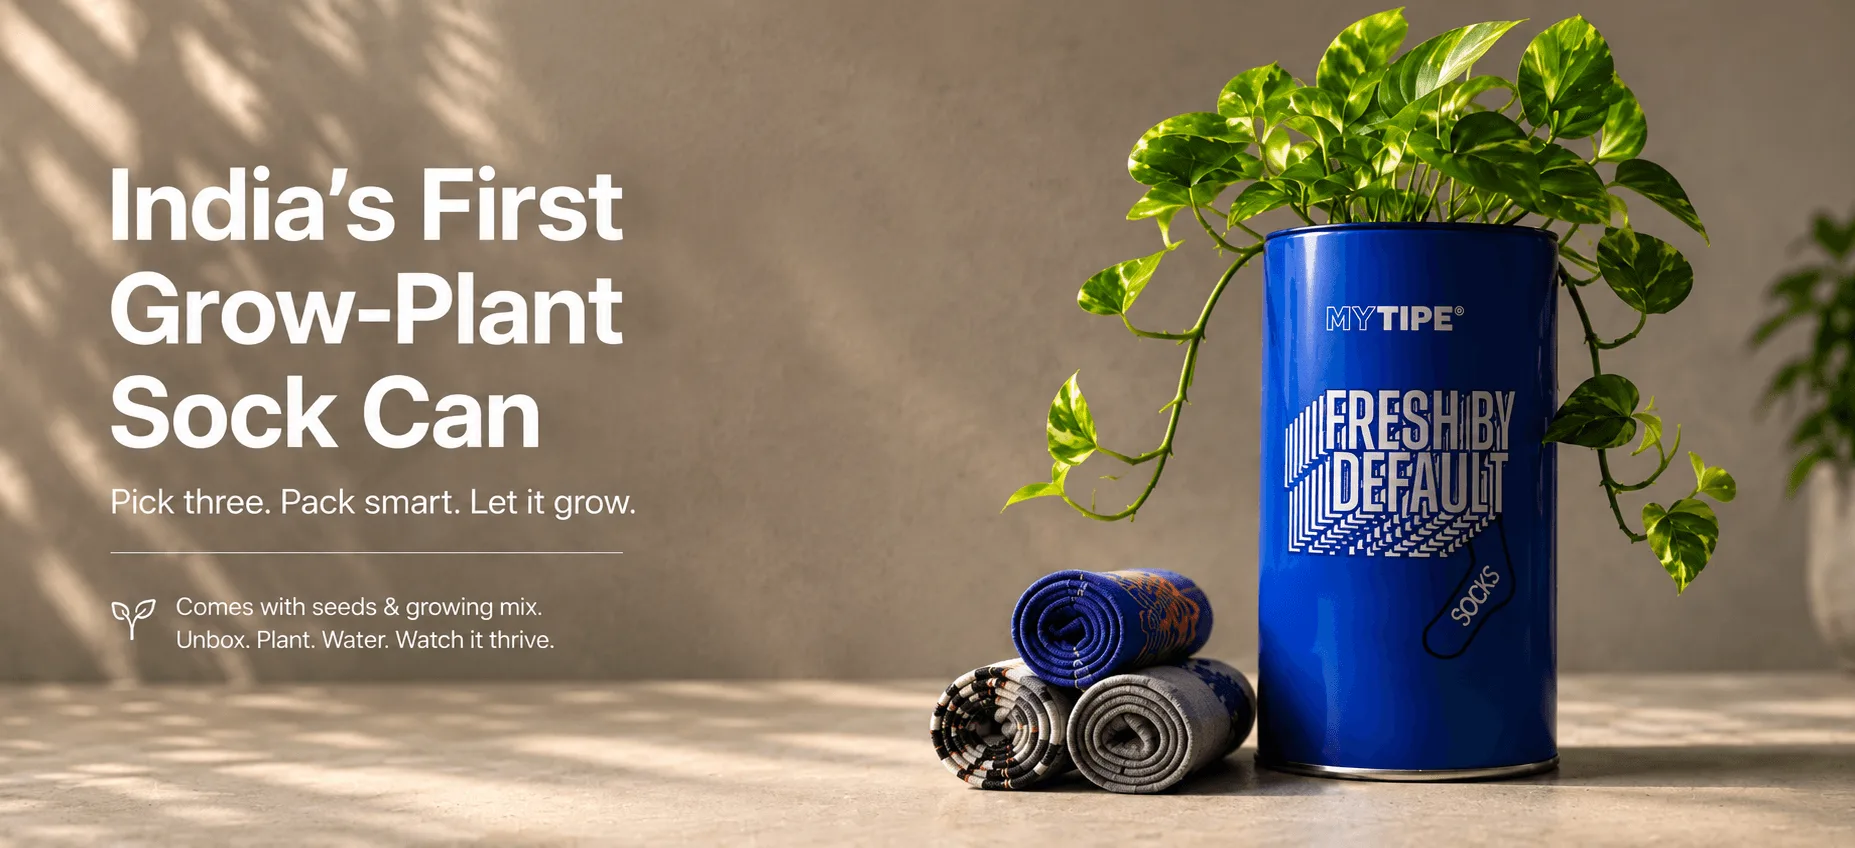 India's First
Grow-Plant
Sock Can
Pick three. Pack smart. Let it grow.
Comes with seeds & growing mix.
Unbox. Plant. Water. Watch it thrive.
MYTIPE®
FRESH BY
DEFAULT
SOCKS